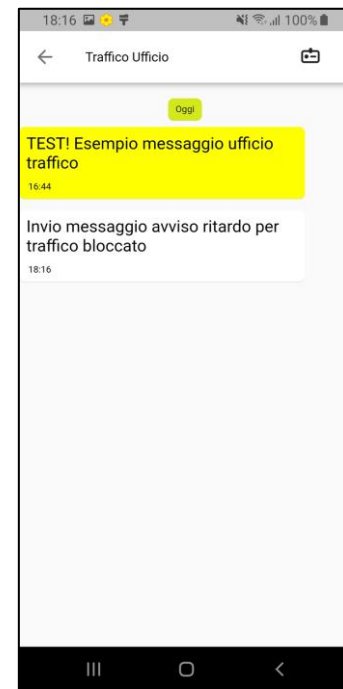 18:16 100%
Traffico Ufficio
Oggi
TEST! Esempio messaggio ufficio
traffico
16:44
Invio messaggio avviso ritardo per
traffico bloccato
18:16